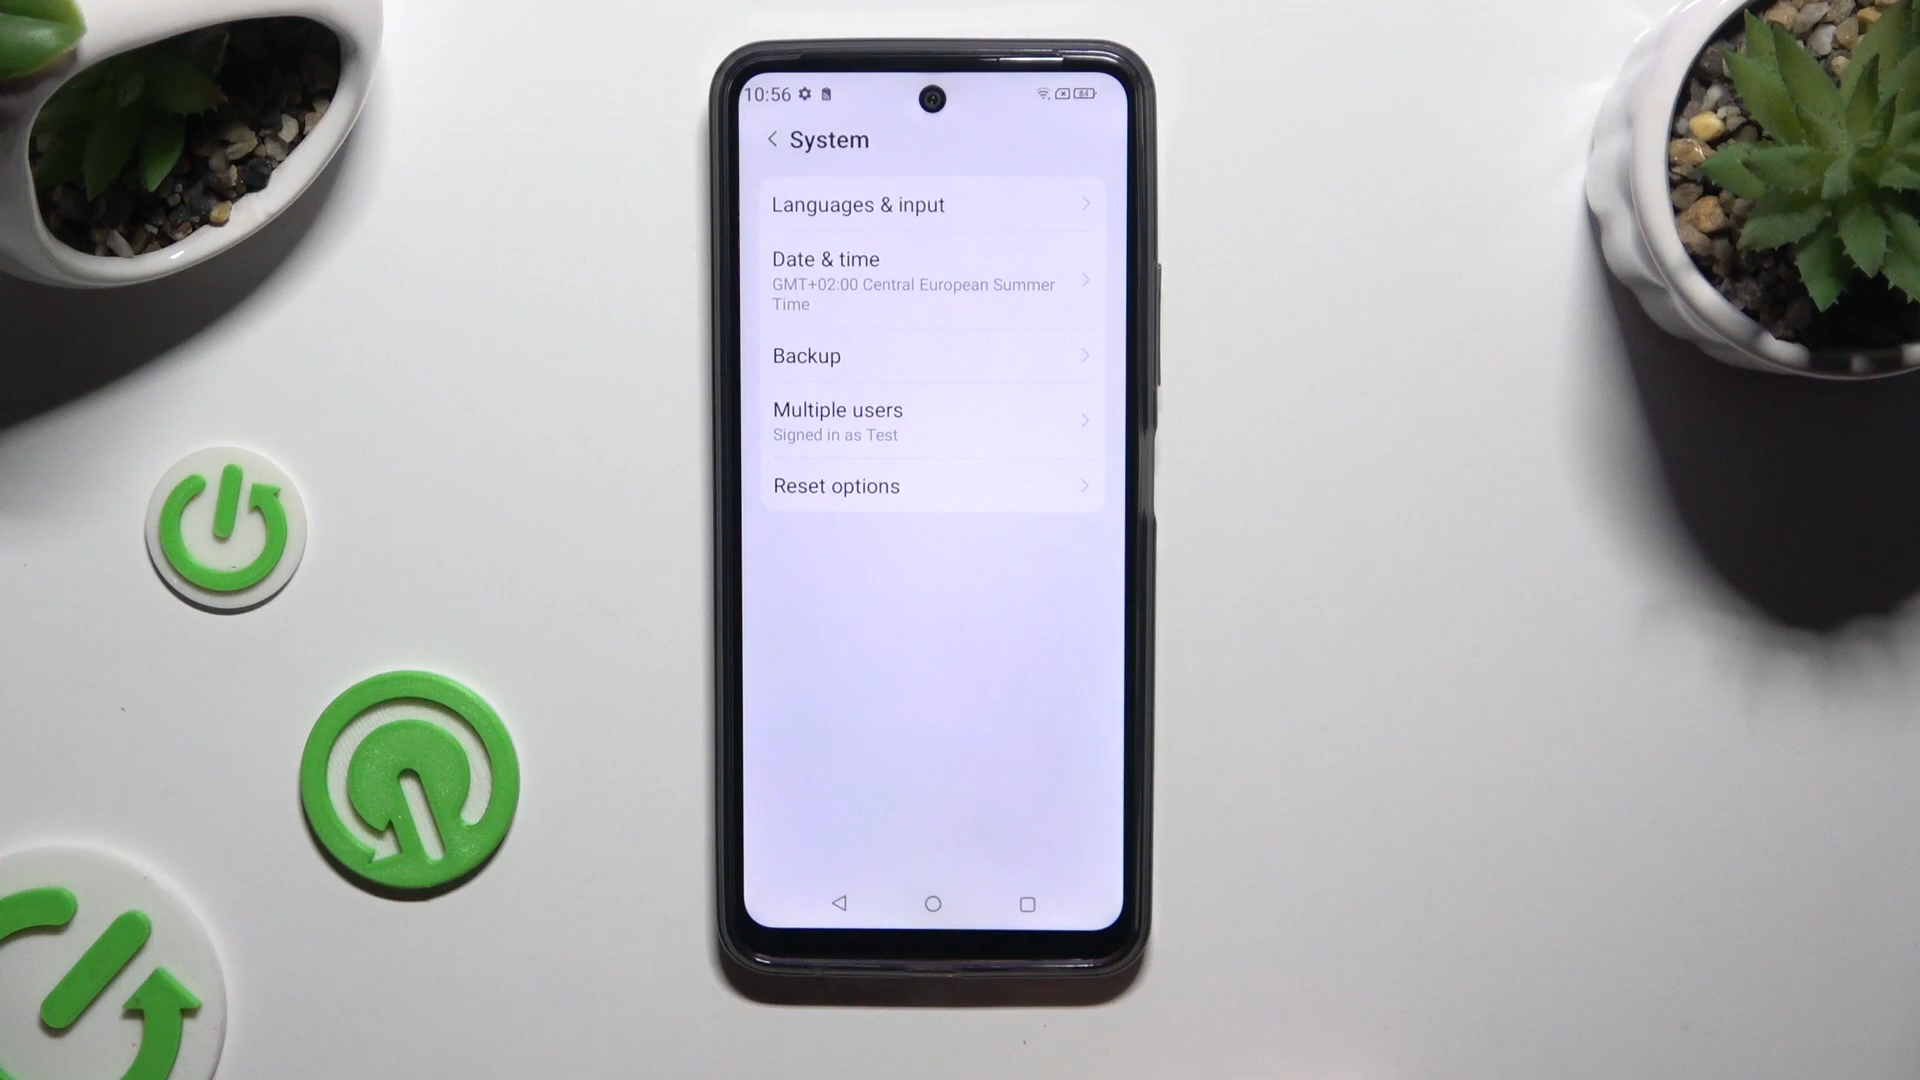 10:56
84
System
Languages & input
Date & time
GMT+02:00 Central European Summer
Time
Backup
Multiple users
Signed in as Test
Reset options